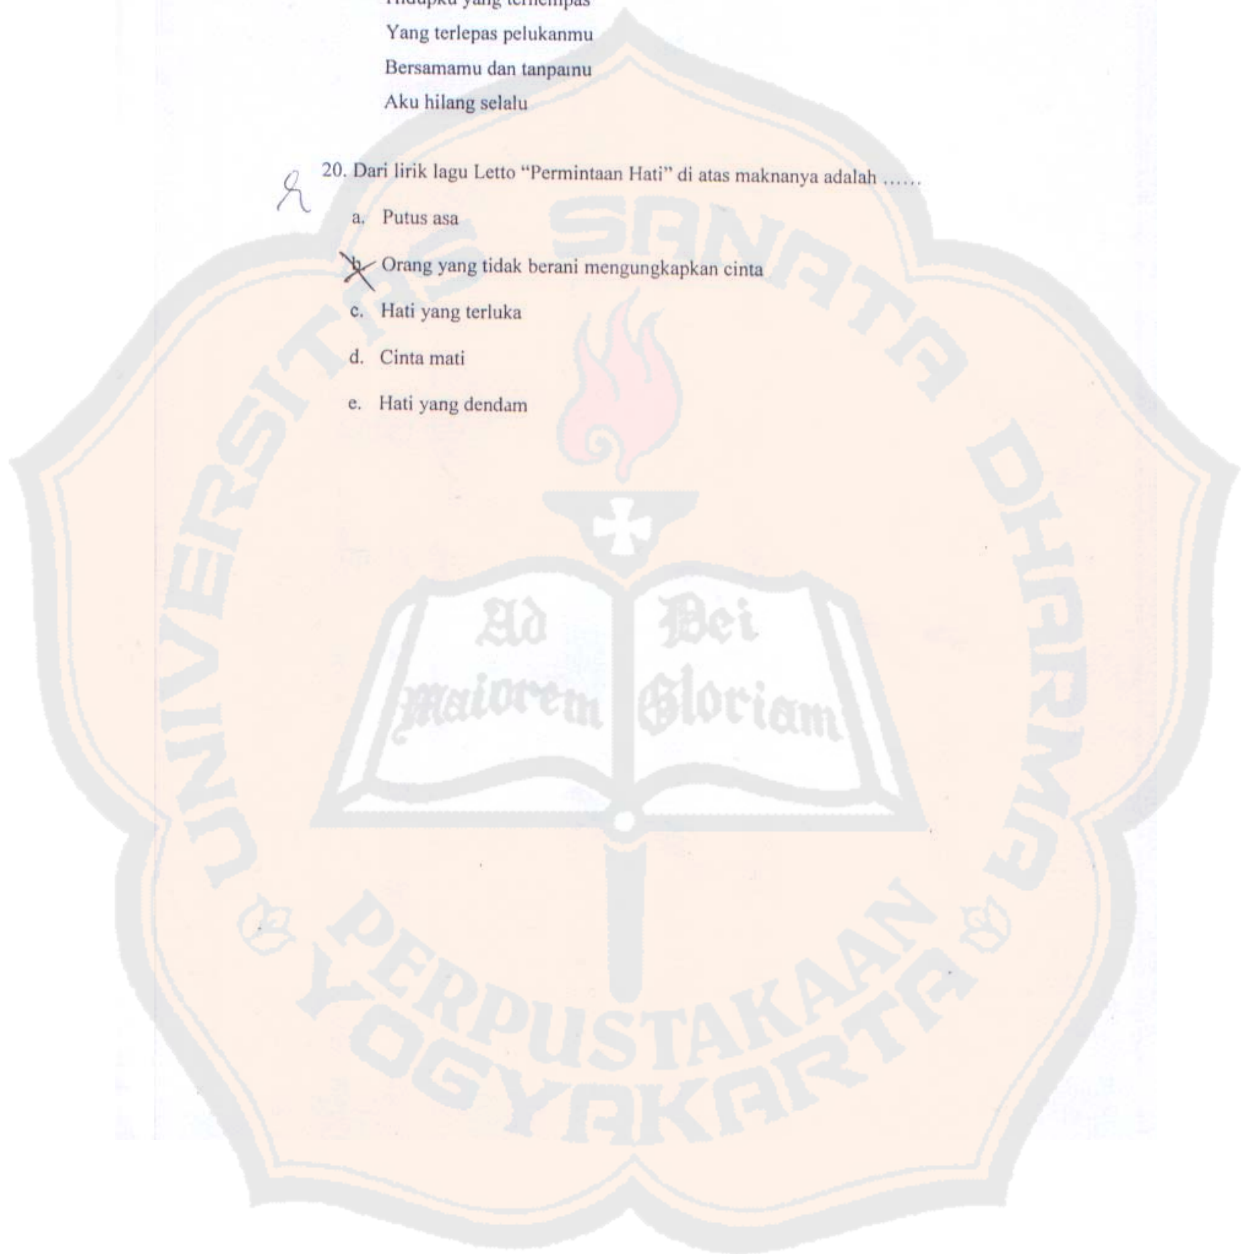 yang terhempas
Yang terlepas pelukanmu
Bersamamu dan tanpamu
Aku hilang selalu
20. Dari lirik lagu Letto “Permintaan Hati” di atas maknanya adalah ......
a. Putus asa
b. Orang yang tidak berani mengungkapkan cinta
c. Hati yang terluka
d. Cinta mati
e. Hati yang dendam
UNIVERSITAS SANATA DHARMA
Ad Dei
Maiorem Gloriam
PERPUSTAKAAN
YOGYAKARTA